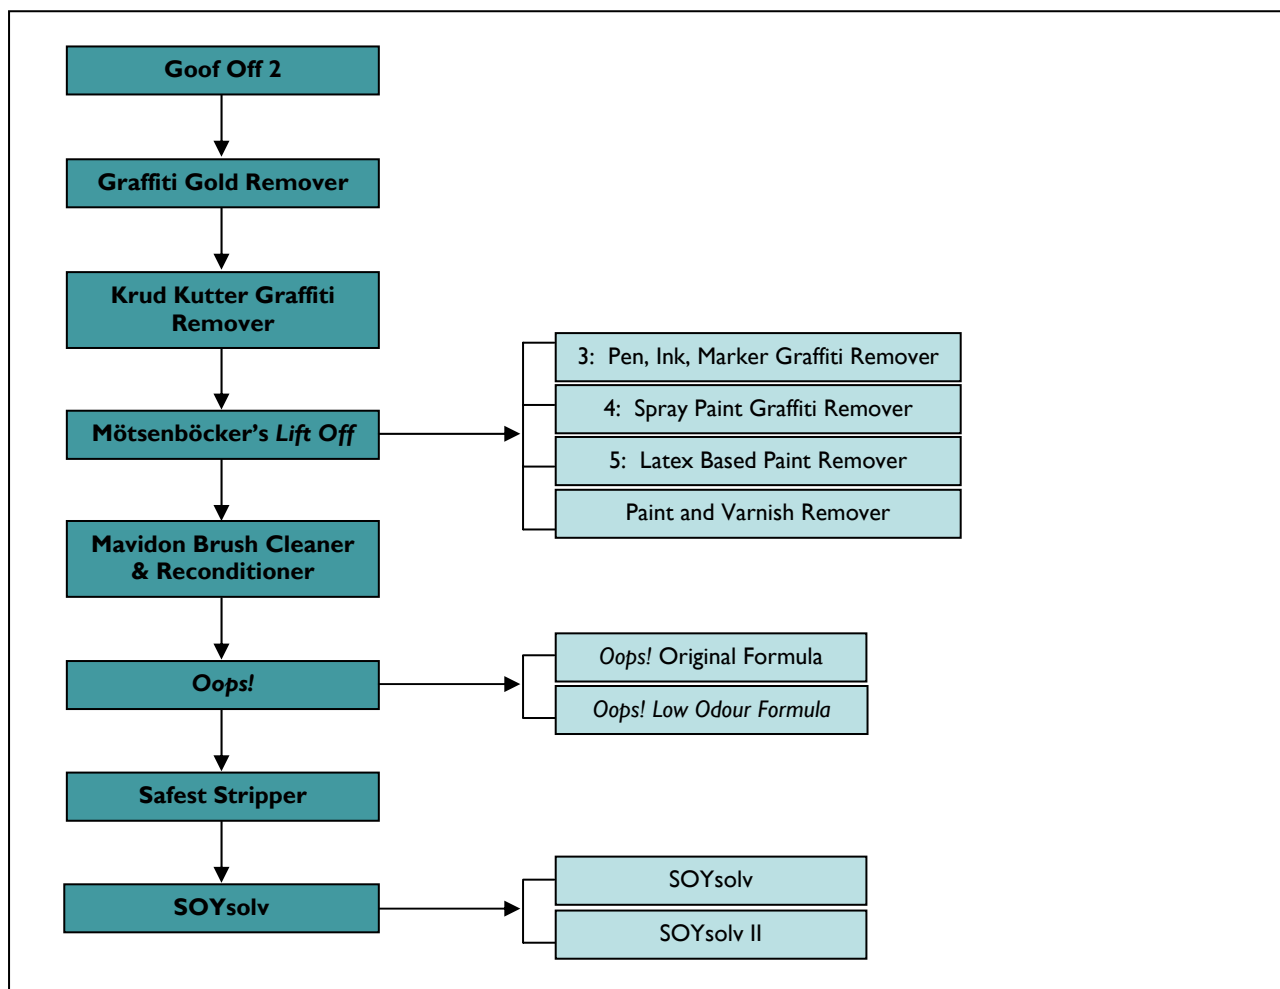 Goof Off 2
Graffiti Gold Remover
Krud Kutter Graffiti
Remover
Mötsenböcker’s Lift Off
3:  Pen, Ink, Marker Graffiti Remover
4:  Spray Paint Graffiti Remover
5:  Latex Based Paint Remover
Paint and Varnish Remover
Mavidon Brush Cleaner
& Reconditioner
Oops!
Oops! Original Formula
Oops! Low Odour Formula
Safest Stripper
SOYsolv
SOYsolv
SOYsolv II